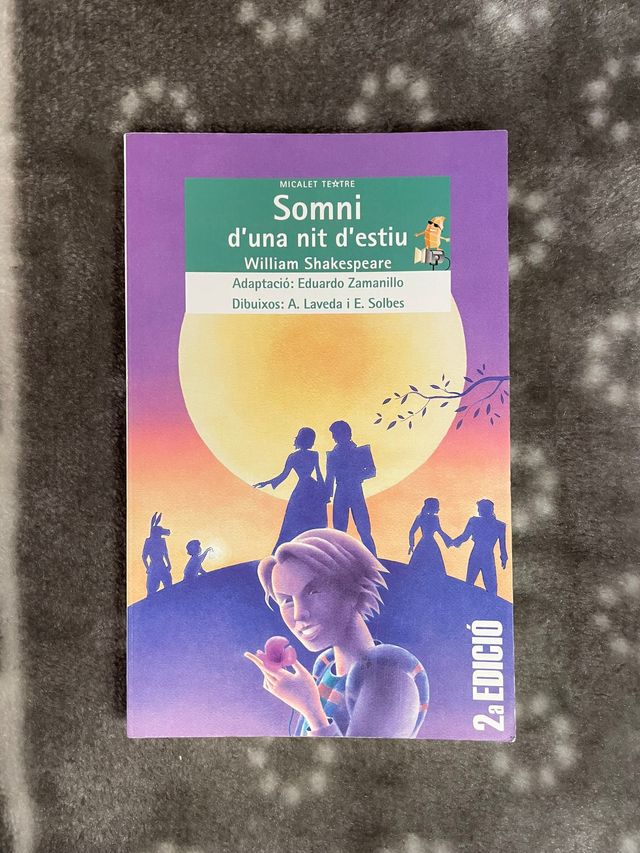 MICALET TEATRE
Somni
d'una nit d'estiu
William Shakespeare
Adaptació: Eduardo Zamanillo
Dibuixos: A. Laveda i E. Solbes
2a EDICIÓ